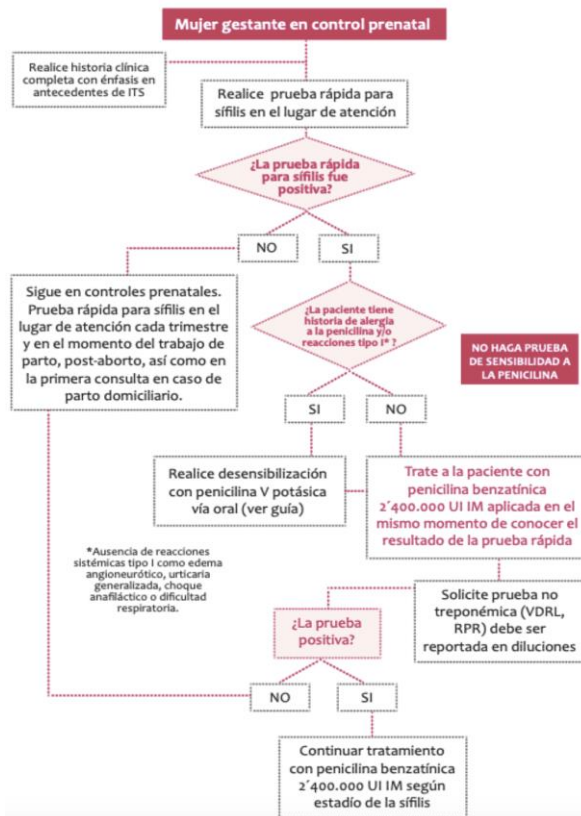 Mujer gestante en control prenatal
Realice historia clínica
completa con énfasis en
antecedentes de ITS
Realice prueba rápida para
sífilis en el lugar de atención
¿La prueba rápida
para sífilis fue
positiva?
NO
SI
Sigue en controles prenatales.
Prueba rápida para sífilis en el
lugar de atención cada trimestre
y en el momento del trabajo de
parto, post-aborto, así como en
la primera consulta en caso de
parto domiciliario.
¿La paciente tiene
historia de alergia
a la penicilina y/o
reacciones tipo I* ?
NO HAGA PRUEBA
DE SENSIBILIDAD A
LA PENICILINA
SI
NO
Realice desensibilización
con penicilina V potásica
vía oral (ver guía)
Trate a la paciente con
penicilina benzatínica
2´400.000 UI IM aplicada en el
mismo momento de conocer el
resultado de la prueba rápida
*Ausencia de reacciones
sistémicas tipo I como edema
angioneurótico, urticaria
generalizada, choque
anafiláctico o dificultad
respiratoria.
Solicite prueba no
treponémica (VDRL,
RPR) debe ser
reportada en diluciones
¿La prueba
positiva?
NO
SI
Continuar tratamiento
con penicilina benzatínica
2´400.000 UI IM según
estadío de la sífilis